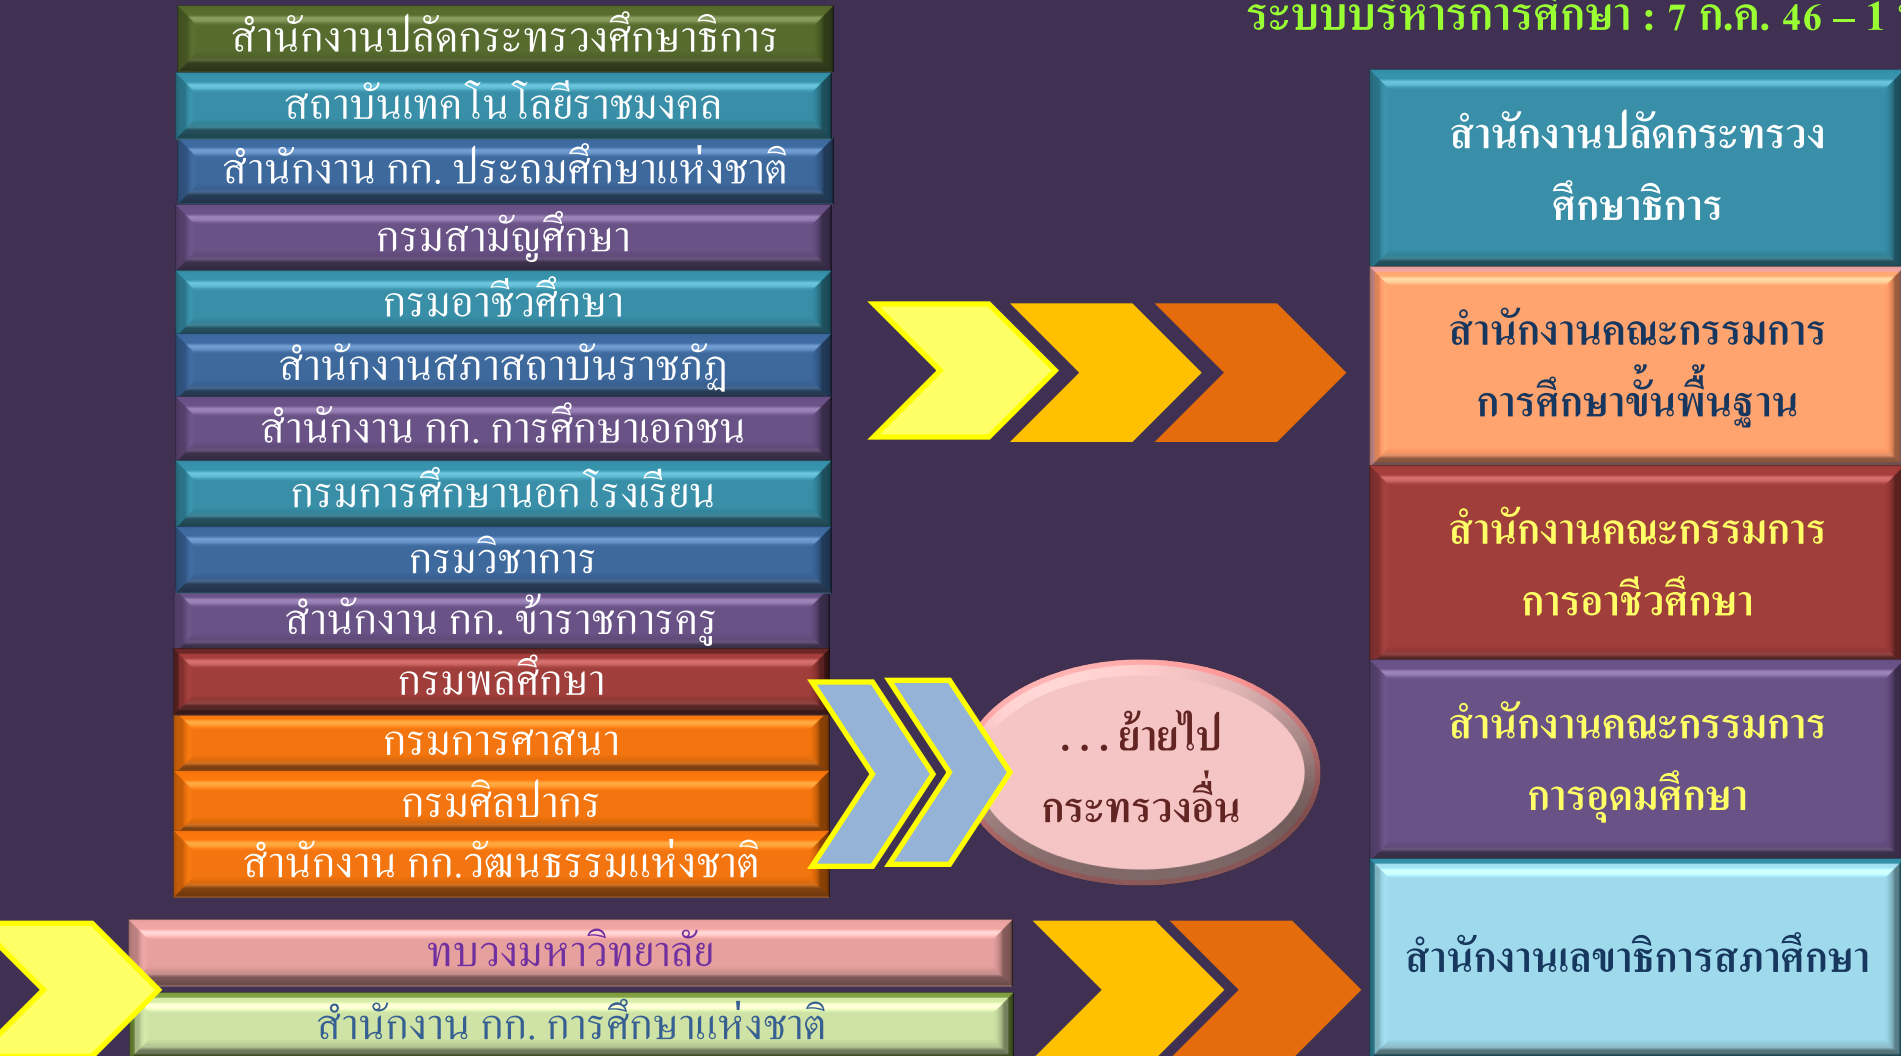 ระบบบริหารการศึกษา : 7 ก.ค. 46 – 1
สำนักงานปลัดกระทรวงศึกษาธิการ
สถาบันเทคโนโลยีราชมงคล
สำนักงาน กก. ประถมศึกษาแห่งชาติ
กรมสามัญศึกษา
กรมอาชีวศึกษา
สำนักงานสภาสถาบันราชภัฏ
สำนักงาน กก. การศึกษาเอกชน
กรมการศึกษานอกโรงเรียน
กรมวิชาการ
สำนักงาน กก. ข้าราชการครู
กรมพลศึกษา
กรมการศาสนา
กรมศิลปากร
สำนักงาน กก.วัฒนธรรมแห่งชาติ
...ย้ายไป
กระทรวงอื่น
ทบวงมหาวิทยาลัย
สำนักงาน กก. การศึกษาแห่งชาติ
สำนักงานปลัดกระทรวง
ศึกษาธิการ
สำนักงานคณะกรรมการ
การศึกษาขั้นพื้นฐาน
สำนักงานคณะกรรมการ
การอาชีวศึกษา
สำนักงานคณะกรรมการ
การอุดมศึกษา
สำนักงานเลขาธิการสภาศึกษา